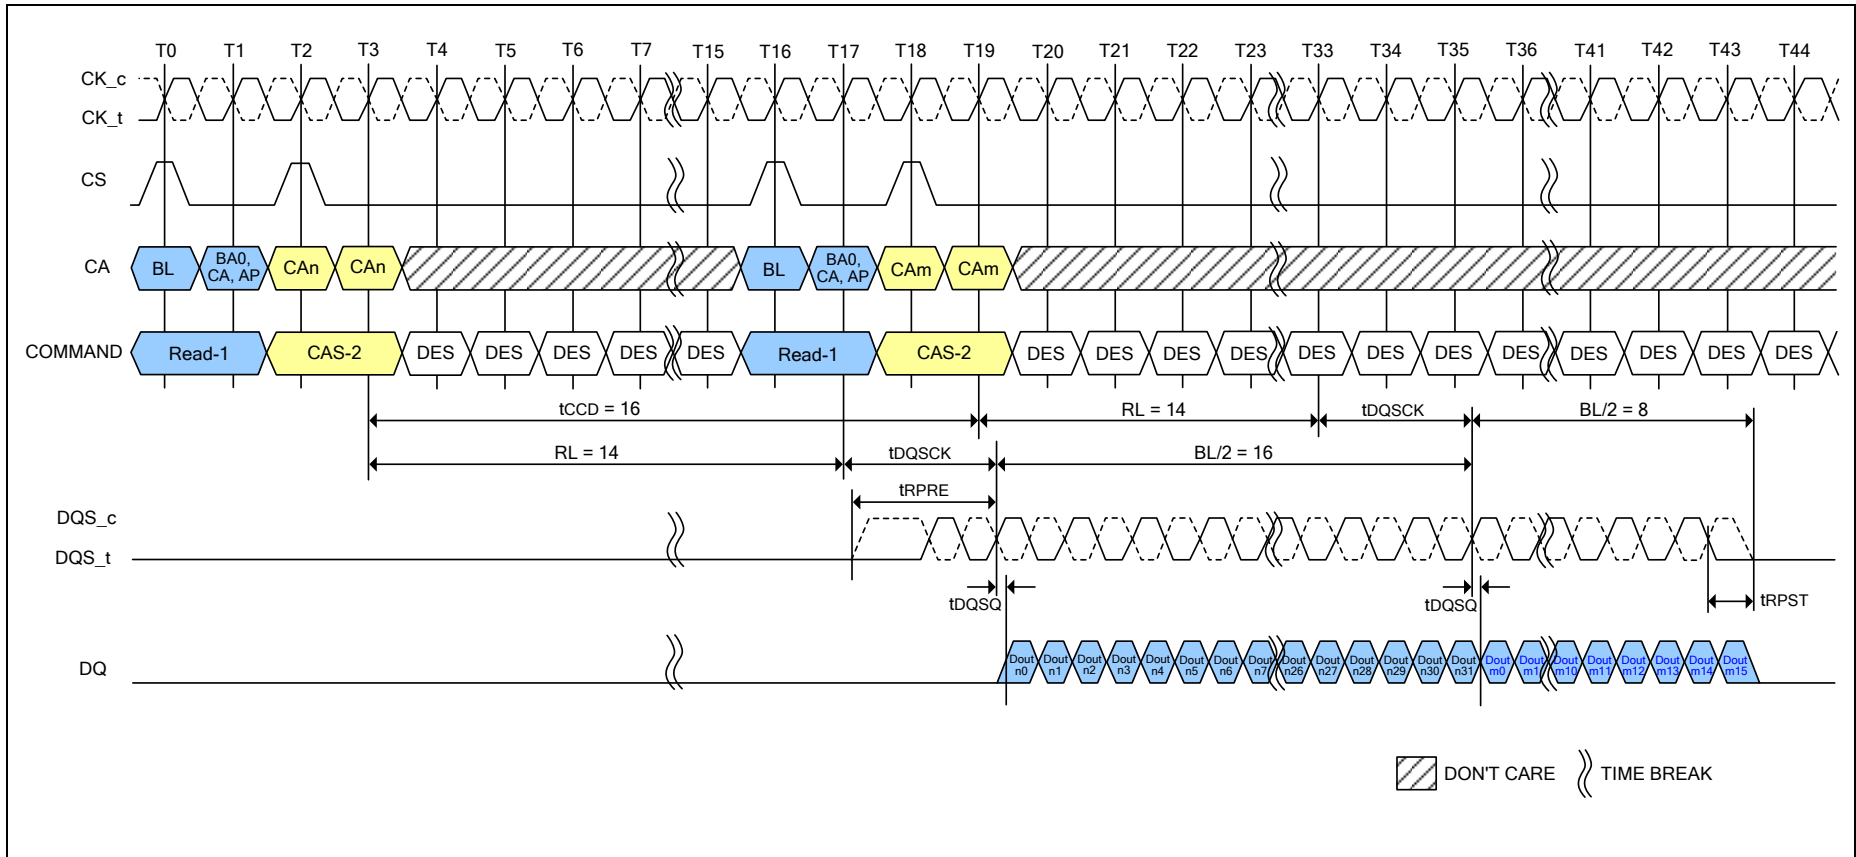 T0 T1 T2 T3 T4 T5 T6 T7 T15 T16 T17 T18 T19 T20 T21 T22 T23 T33 T34 T35 T36 T41 T42 T43 T44
CK_c
CK_t
CS
CA BL BA0, CA, AP CAn CAn BL BA0, CA, AP CAm CAm
COMMAND Read-1 CAS-2 DES DES DES DES DES Read-1 CAS-2 DES DES DES DES DES DES DES DES DES DES DES DES
tCCD = 16 RL = 14 tDQSCK BL/2 = 8
RL = 14 tDQSCK BL/2 = 16
tRPRE
DQS_c
DQS_t
tDQSQ tDQSQ tRPST
DQ Dout n0 Dout n1 Dout n2 Dout n3 Dout n4 Dout n5 Dout n6 Dout n7 Dout n26 Dout n27 Dout n28 Dout n29 Dout n30 Dout n31 Dout m0 Dout m1 Dout m10 Dout m11 Dout m12 Dout m13 Dout m14 Dout m15
DON'T CARE TIME BREAK